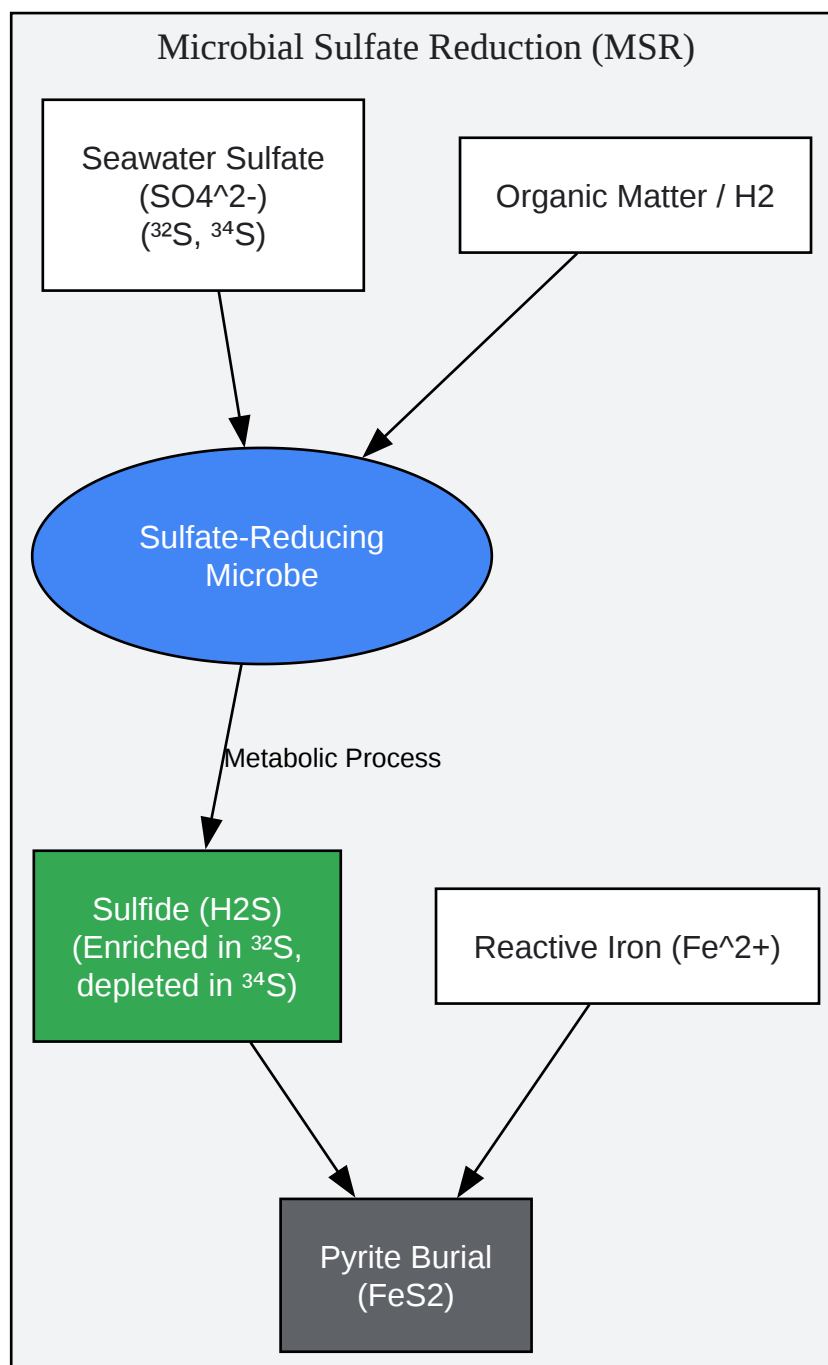 Microbial Sulfate Reduction (MSR)
Seawater Sulfate
(SO4^2-)
(³²S, ³⁴S)
Organic Matter / H2
Sulfate-Reducing
Microbe
Metabolic Process
Sulfide (H2S)
(Enriched in ³²S,
depleted in ³⁴S)
Reactive Iron (Fe^2+)
Pyrite Burial
(FeS2)